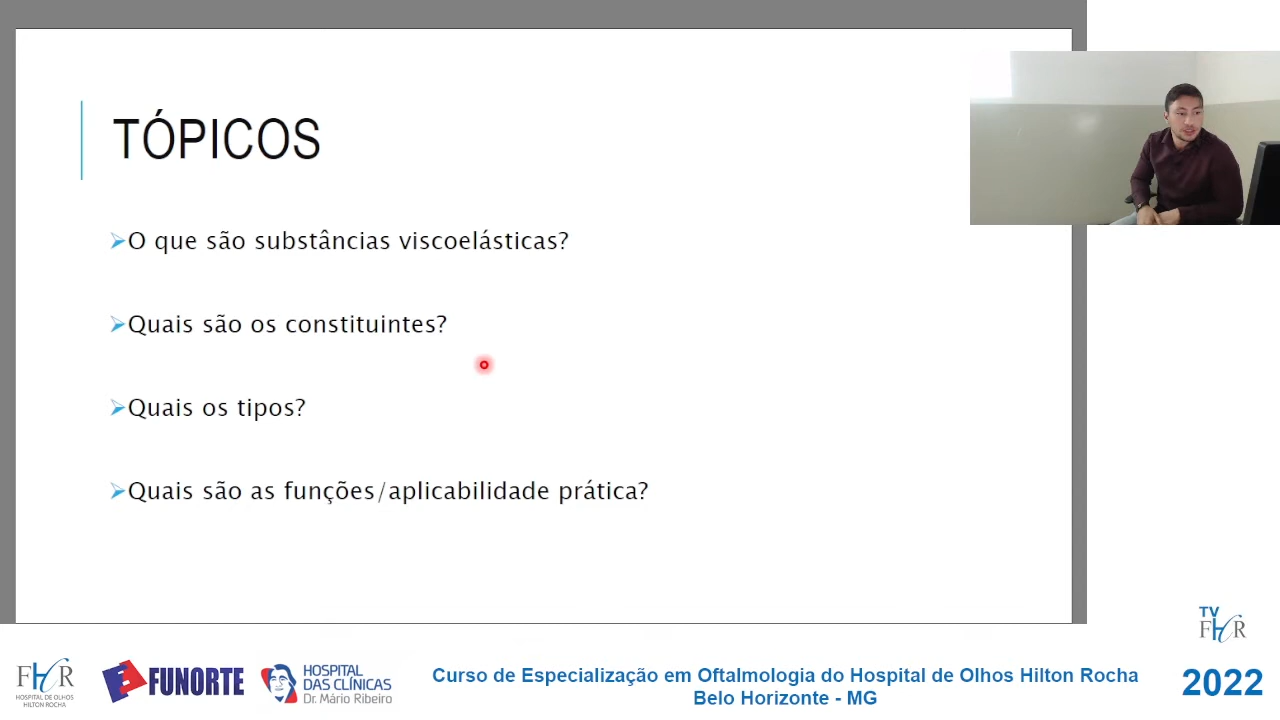 TÓPICOS
O que são substâncias viscoelásticas?
Quais são os constituintes?
Quais os tipos?
Quais são as funções/aplicabilidade prática?
TV
FHR
FHR
HOSPITAL DE OLHOS
HILTON ROCHA
FUNORTE
HOSPITAL
DAS CLÍNICAS
Dr. Mário Ribeiro
Curso de Especialização em Oftalmologia do Hospital de Olhos Hilton Rocha
Belo Horizonte - MG
2022